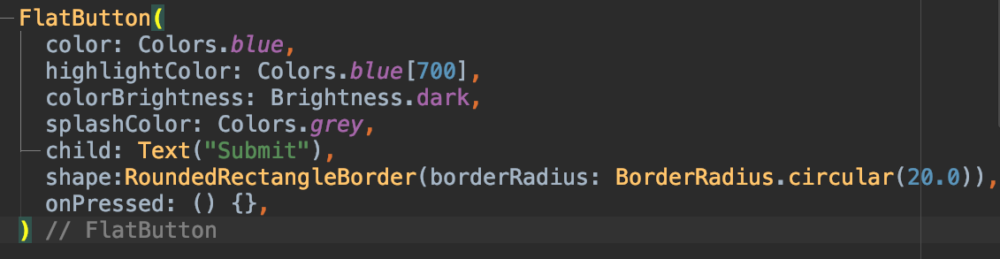 FlatButton(
color: Colors.blue,
highlightColor: Colors.blue[700],
colorBrightness: Brightness.dark,
splashColor: Colors.grey,
child: Text("Submit"),
shape:RoundedRectangleBorder(borderRadius: BorderRadius.circular(20.0)),
onPressed: () {},
) // FlatButton